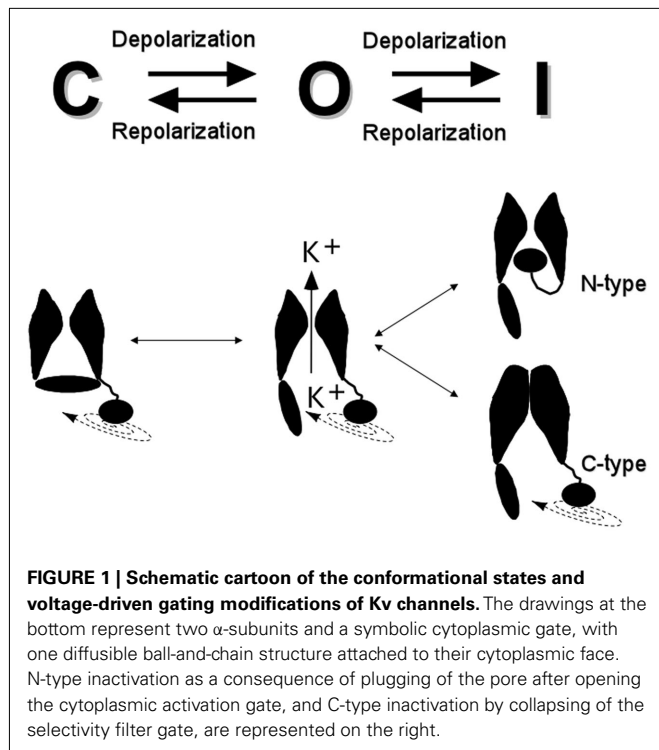 Depolarization Depolarization
C O I
Repolarization Repolarization
K+
N-type
K+
C-type
FIGURE 1 | Schematic cartoon of the conformational states and
voltage-driven gating modifications of Kv channels. The drawings at the
bottom represent two α-subunits and a symbolic cytoplasmic gate, with
one diffusible ball-and-chain structure attached to their cytoplasmic face.
N-type inactivation as a consequence of plugging of the pore after opening
the cytoplasmic activation gate, and C-type inactivation by collapsing of the
selectivity filter gate, are represented on the right.